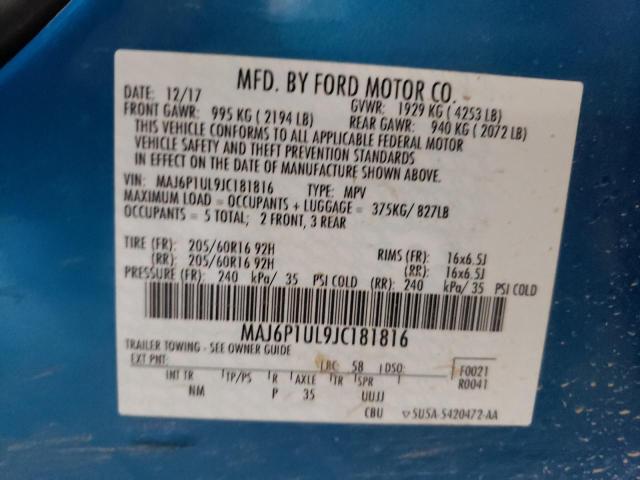 MFD. BY FORD MOTOR CO.
DATE: 12/17 GVWR: 1929 KG ( 4253 LB)
FRONT GAWR: 995 KG ( 2194 LB) REAR GAWR: 940 KG ( 2072 LB)
THIS VEHICLE CONFORMS TO ALL APPLICABLE FEDERAL MOTOR
VEHICLE SAFETY AND THEFT PREVENTION STANDARDS
IN EFFECT ON THE DATE OF MANUFACTURE SHOWN ABOVE.
VIN: MAJ6P1UL9JC181816 TYPE: MPV
MAXIMUM LOAD = OCCUPANTS + LUGGAGE = 375KG/ 827LB
OCCUPANTS = 5 TOTAL; 2 FRONT, 3 REAR
TIRE (FR): 205/60R16 92H RIMS (FR): 16x6.5J
(RR): 205/60R16 92H (RR): 16x6.5J
PRESSURE (FR): 240 kPa/ 35 PSI COLD (RR): 240 kPa/ 35 PSI COLD
MAJ6P1UL9JC181816
TRAILER TOWING - SEE OWNER GUIDE
EXT PNT: RC: 58 DSO: F0021
R0041
INT TR TP/PS R AXLE TR SPR
NM P 35 UUJJ
CBU 5U5A-S420472-AA